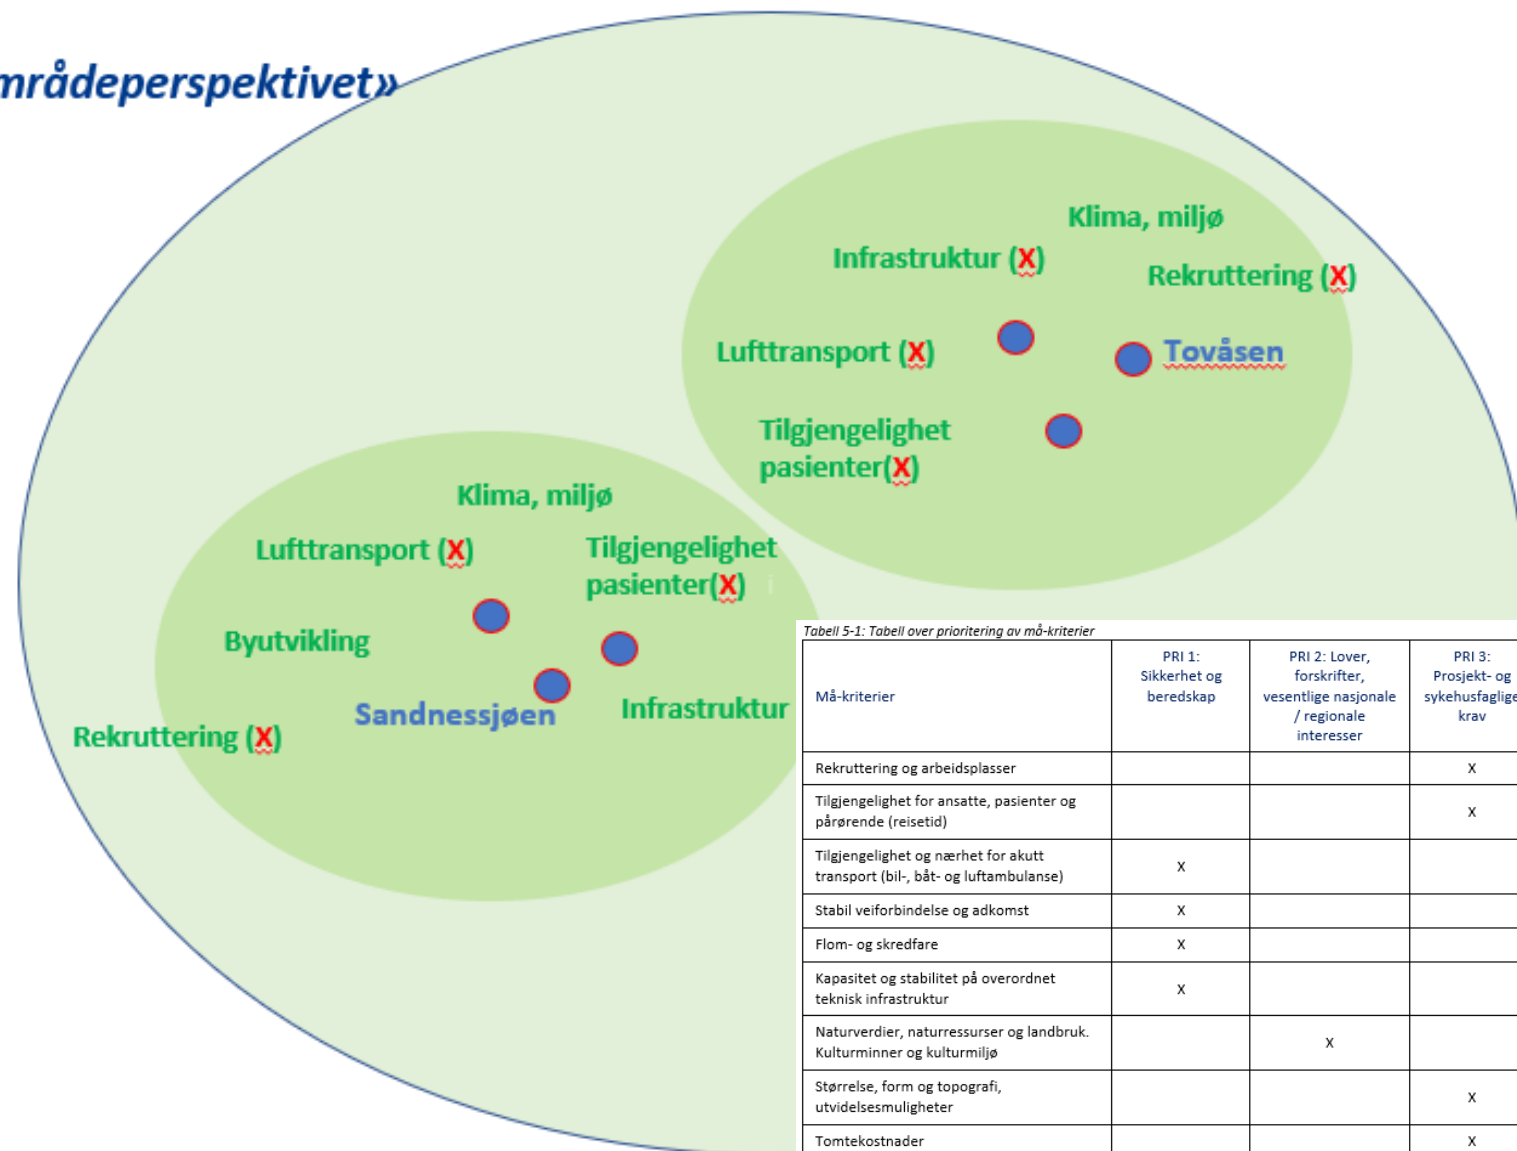 mrådeperspektivet»
Klima, miljø
Infrastruktur (X)
Rekruttering (X)
Lufttransport (X)
Tovåsen
Tilgjengelighet
pasienter(X)
Klima, miljø
Lufttransport (X)
Tilgjengelighet
pasienter(X)
Byutvikling
Sandnessjøen
Infrastruktur
Rekruttering (X)
Tabell 5-1: Tabell over prioritering av må-kriterier
Må-kriterier
PRI 1:
Sikkerhet og
beredskap
PRI 2: Lover,
forskrifter,
vesentlige nasjonale
/ regionale
interesser
PRI 3:
Prosjekt- og
sykehusfaglige
krav
Rekruttering og arbeidsplasser
X
Tilgjengelighet for ansatte, pasienter og
pårørende (reisetid)
X
Tilgjengelighet og nærhet for akutt
transport (bil-, båt- og luftambulanse)
X
Stabil veiforbindelse og adkomst
X
Flom- og skredfare
X
Kapasitet og stabilitet på overordnet
teknisk infrastruktur
X
Naturverdier, naturressurser og landbruk.
Kulturminner og kulturmiljø
X
Størrelse, form og topografi,
utvidelsesmuligheter
X
Tomtekostnader
X